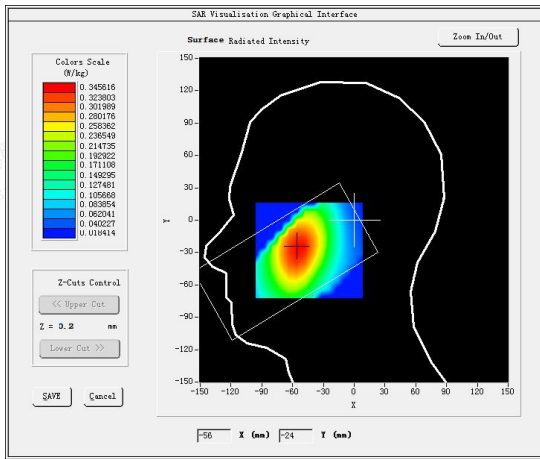 SAR Visualisation Graphical Interface
Surface Radiated Intensity
Zoom In/Out
Colors Scale
(W/kg)
0.345616
0.323803
0.301989
0.280176
0.258362
0.236549
0.214735
0.192922
0.171108
0.149295
0.127481
0.105668
0.083854
0.062041
0.040227
0.018414
Z-Cuts Control
<< Upper Cut
Z = 0.2 mm
Lower Cut >>
SAVE
Cancel
150
120
90
60
30
0
-30
-60
-90
-120
-150
Y
-150 -120 -90 -60 -30 0 30 60 90 120 150
X
-56 X (mm) -24 Y (mm)